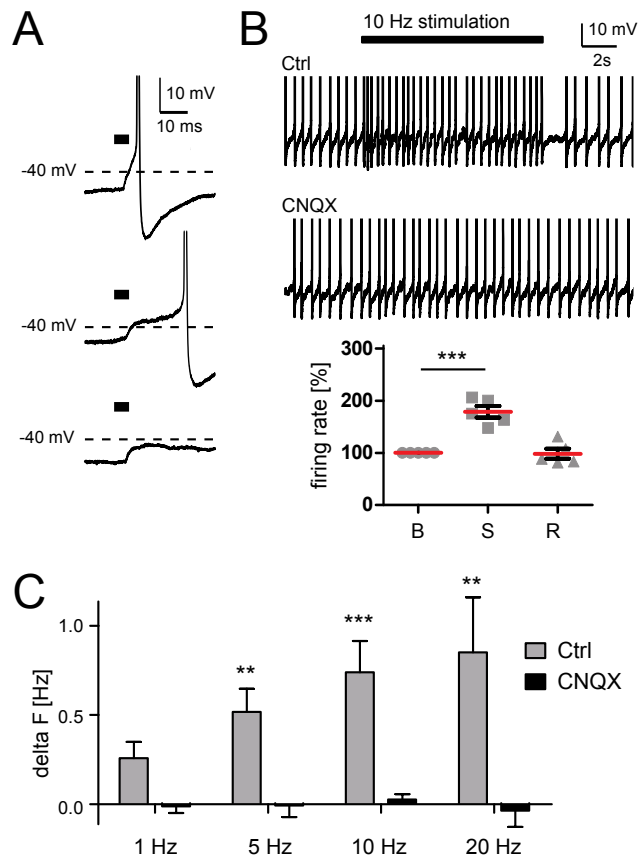 A
10 mV
10 ms
-40 mV
-40 mV
-40 mV
B
10 Hz stimulation
10 mV
2s
Ctrl
CNQX
300
200
100
0
firing rate [%]
***
B S R
C
1.0
0.5
0.0
delta F [Hz]
** *** **
Ctrl
CNQX
1 Hz 5 Hz 10 Hz 20 Hz